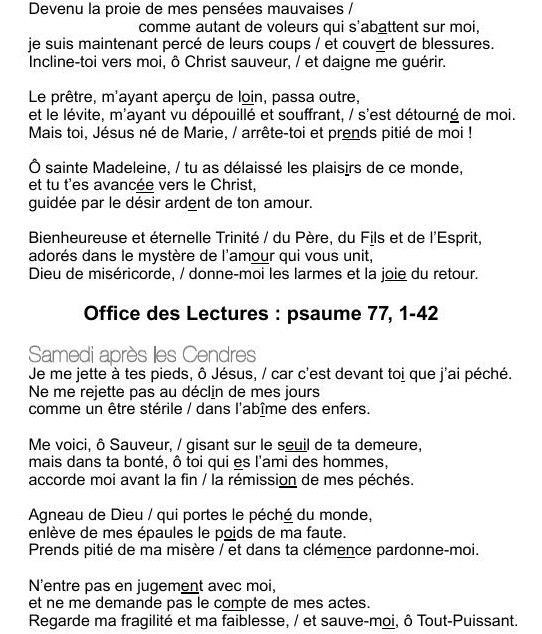 Devenu la proie de mes pensées mauvaises /
comme autant de voleurs qui s'abattent sur moi,
je suis maintenant percé de leurs coups / et couvert de blessures.
Incline-toi vers moi, ô Christ sauveur, / et daigne me guérir.

Le prêtre, m'ayant aperçu de loin, passa outre,
et le lévite, m'ayant vu dépouillé et souffrant, / s'est détourné de moi.
Mais toi, Jésus né de Marie, / arrête-toi et prends pitié de moi !

Ô sainte Madeleine, / tu as délaissé les plaisirs de ce monde,
et tu t'es avancée vers le Christ,
guidée par le désir ardent de ton amour.

Bienheureuse et éternelle Trinité / du Père, du Fils et de l'Esprit,
adorés dans le mystère de l'amour qui vous unit,
Dieu de miséricorde, / donne-moi les larmes et la joie du retour.

Office des Lectures : psaume 77, 1-42

Samedi après les Cendres
Je me jette à tes pieds, ô Jésus, / car c'est devant toi que j'ai péché.
Ne me rejette pas au déclin de mes jours
comme un être stérile / dans l'abîme des enfers.

Me voici, ô Sauveur, / gisant sur le seuil de ta demeure,
mais dans ta bonté, ô toi qui es l'ami des hommes,
accorde moi avant la fin / la rémission de mes péchés.

Agneau de Dieu / qui portes le péché du monde,
enlève de mes épaules le poids de ma faute.
Prends pitié de ma misère / et dans ta clémence pardonne-moi.

N'entre pas en jugement avec moi,
et ne me demande pas le compte de mes actes.
Regarde ma fragilité et ma faiblesse, / et sauve-moi, ô Tout-Puissant.